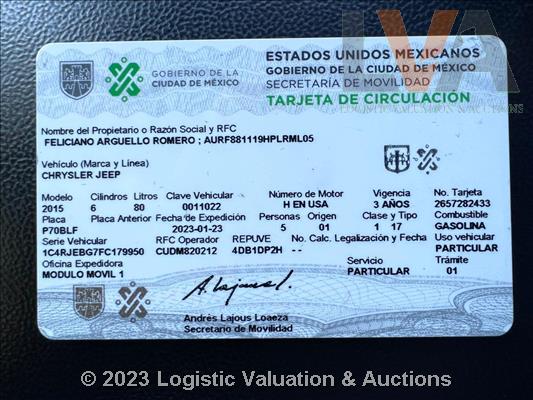 ESTADOS UNIDOS MEXICANOS
GOBIERNO DE LA CIUDAD DE MÉXICO
SECRETARÍA DE MOVILIDAD
TARJETA DE CIRCULACIÓN
GOBIERNO DE LA
CIUDAD DE MÉXICO
LVA
LOGISTIC VALUATION & AUCTIONS
Nombre del Propietario o Razón Social y RFC
FELICIANO ARGUELLO ROMERO ; AURF881119HPLRML05
Vehículo (Marca y Línea)
CHRYSLER JEEP
Modelo Cilindros Litros Clave Vehicular Número de Motor Vigencia No. Tarjeta
2015 6 80 0011022 H EN USA 3 AÑOS 2657282433
Placa Placa Anterior Fecha de Expedición Personas Origen Clase y Tipo Combustible
P70BLF 2023-01-23 5 01 1 17 GASOLINA
Serie Vehicular RFC Operador REPUVE No. Calc. Legalización y Fecha Uso vehicular
1C4RJEBG7FC179950 CUDM820212 4DB1DP2H -- PARTICULAR
Oficina Expedidora Servicio Trámite
MODULO MOVIL 1 PARTICULAR 01
A. Lajous L.
Andrés Lajous Loaeza
Secretario de Movilidad
© 2023 Logistic Valuation & Auctions